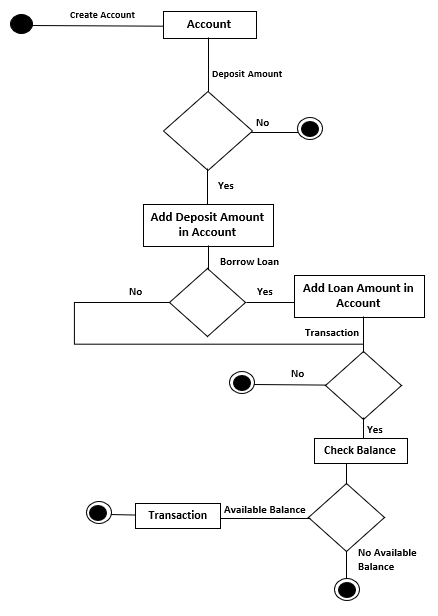 Create Account
Account
Deposit Amount
No
Yes
Add Deposit Amount
in Account
Borrow Loan
No
Yes
Add Loan Amount in
Account
Transaction
No
Yes
Check Balance
Transaction
Available Balance
No Available
Balance